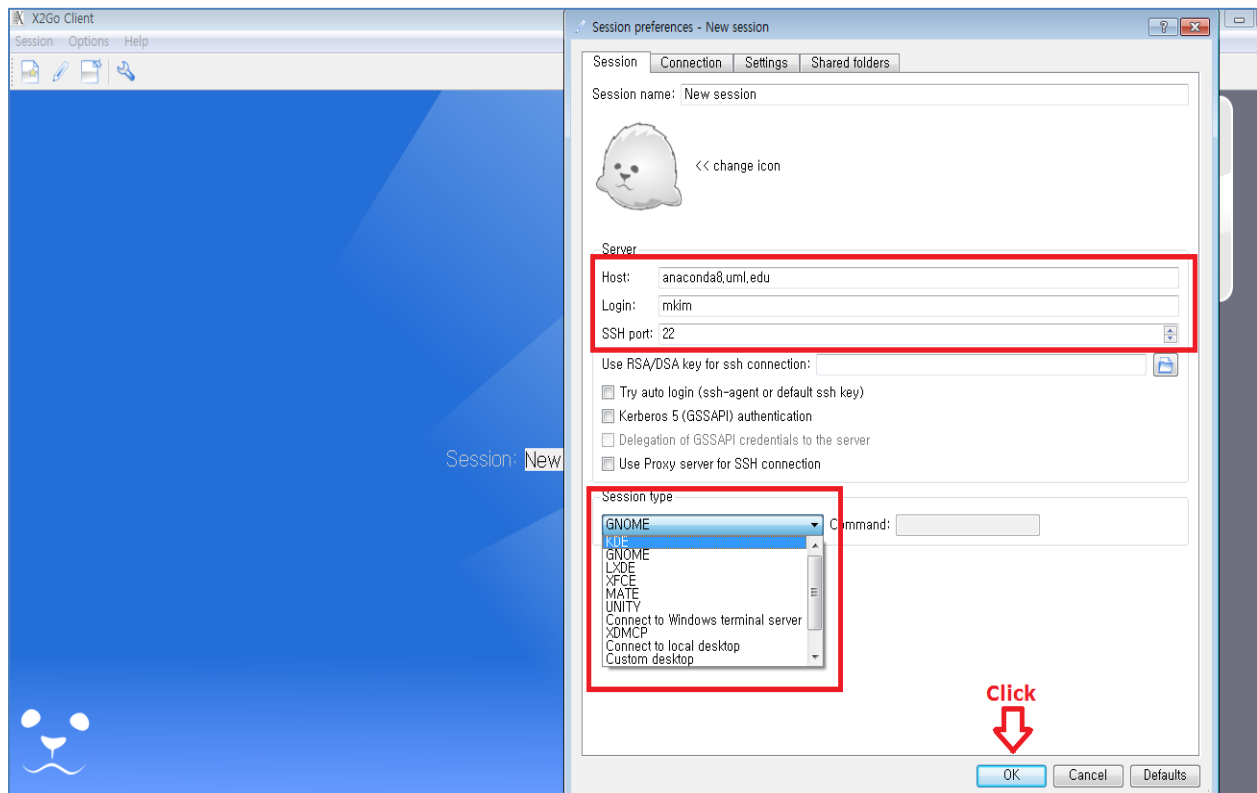 X2Go Client
Session Options Help
Session: New
Session preferences - New session
Session Connection Settings Shared folders
Session name: New session
<< change icon
Server
Host: anaconda8.uml.edu
Login: mkim
SSH port: 22
Use RSA/DSA key for ssh connection:
Try auto login (ssh-agent or default ssh key)
Kerberos 5 (GSSAPI) authentication
Delegation of GSSAPI credentials to the server
Use Proxy server for SSH connection
Session type
GNOME Command:
KDE
GNOME
LXDE
XFCE
MATE
UNITY
Connect to Windows terminal server
XDMCP
Connect to local desktop
Custom desktop
Click
OK Cancel Defaults